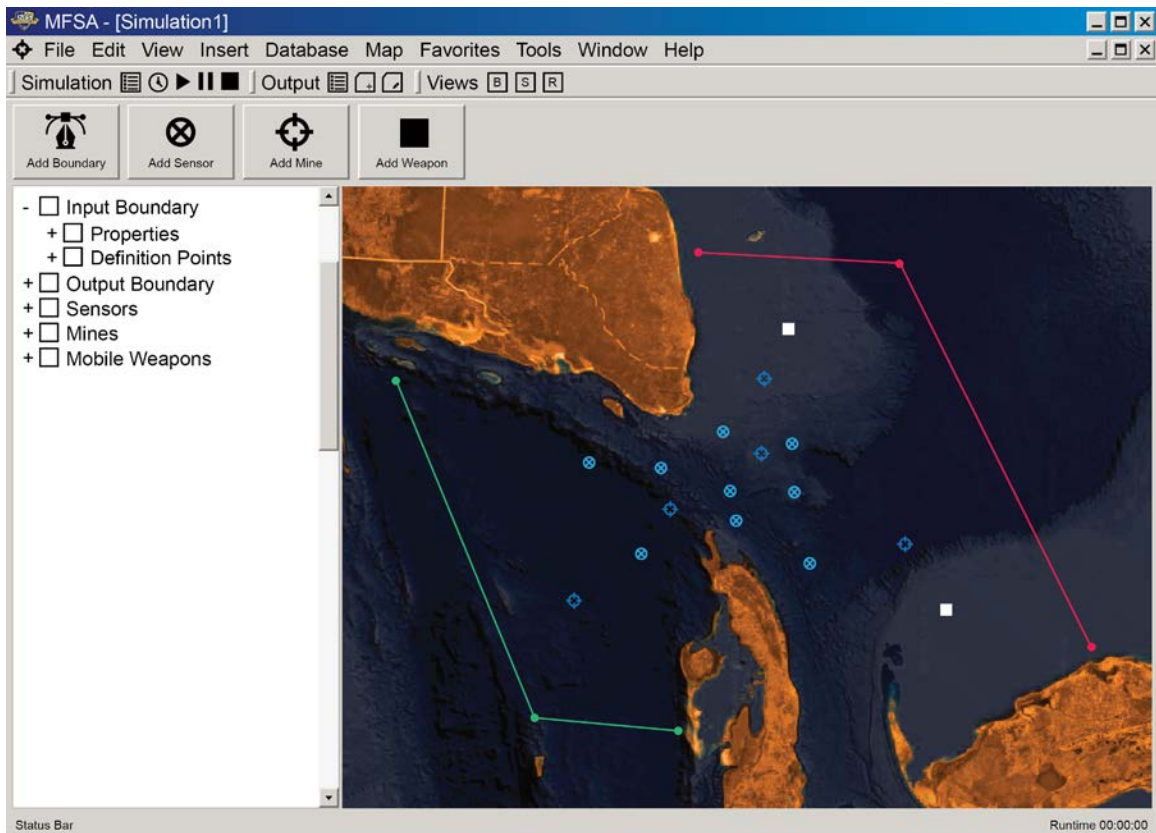 MFSA - [Simulation1]
File Edit View Insert Database Map Favorites Tools Window Help
Simulation Output Views B S R
Add Boundary Add Sensor Add Mine Add Weapon
- Input Boundary
+ Properties
+ Definition Points
+ Output Boundary
+ Sensors
+ Mines
+ Mobile Weapons
Status Bar Runtime 00:00:00